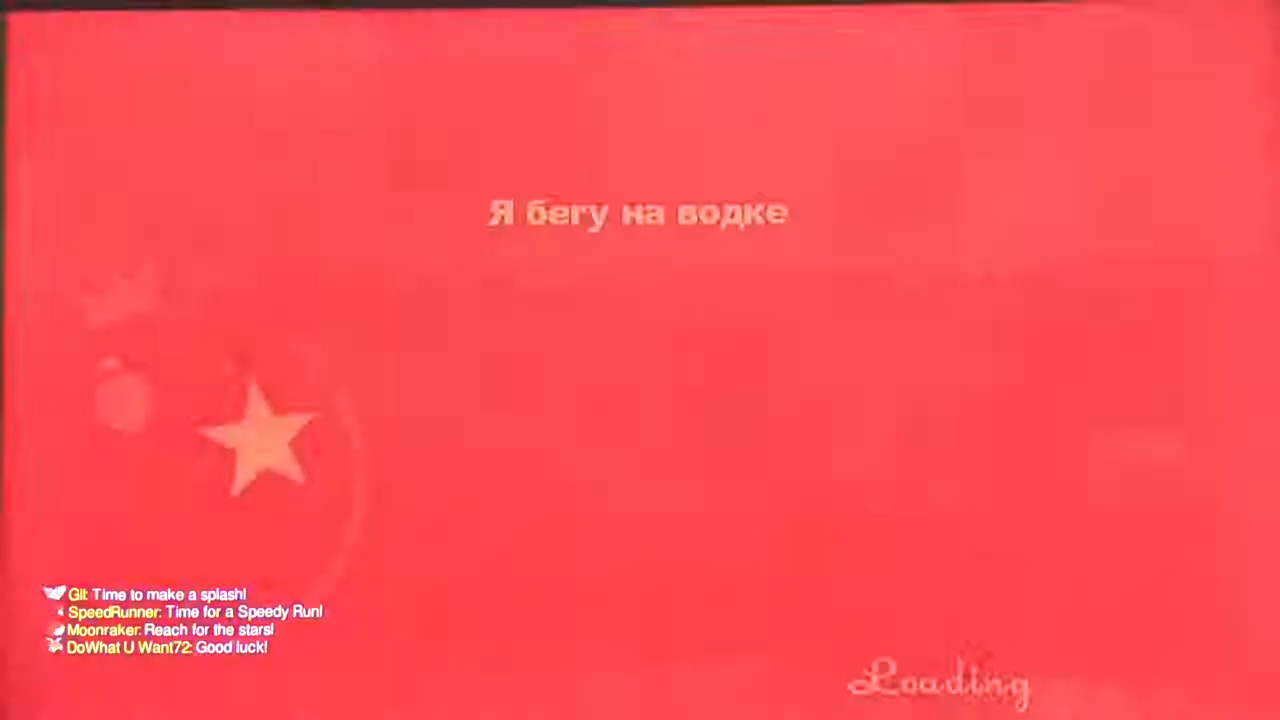 Я бегу на водке
Gil: Time to make a splash!
SpeedRunner: Time for a Speedy Run!
Moonraker: Reach for the stars!
DoWhat U Want72: Good luck!
Loading